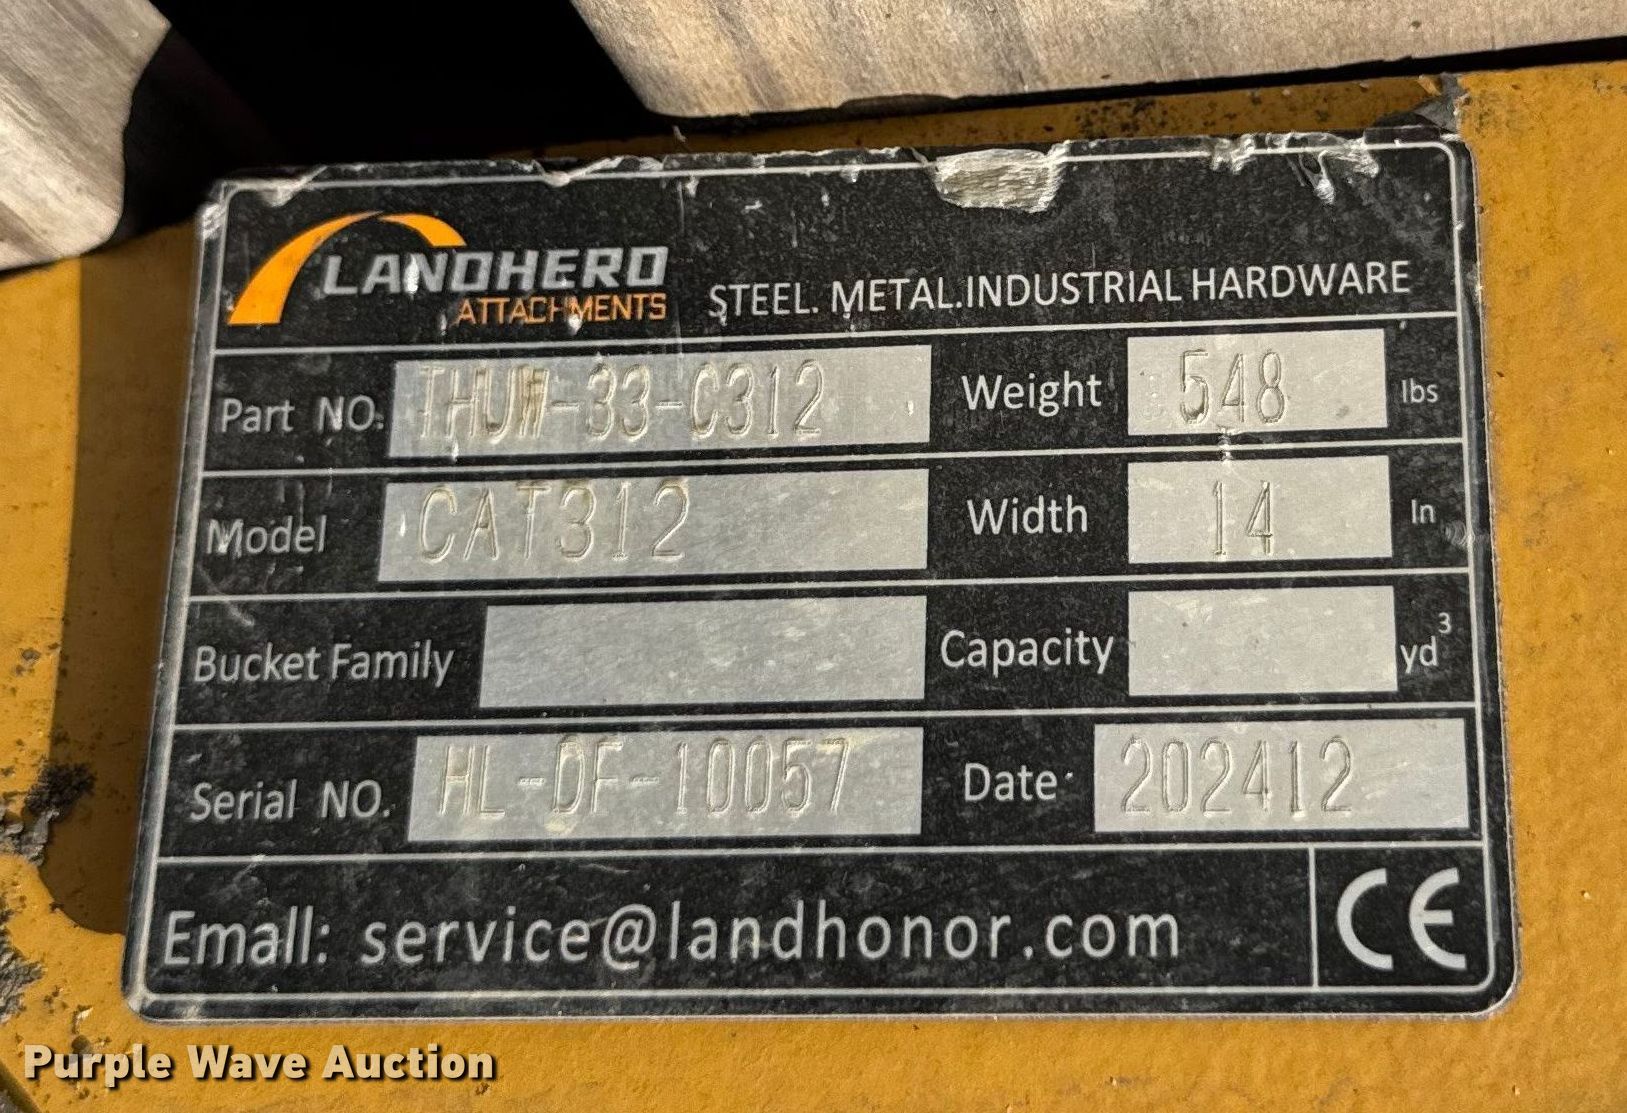 LANDHERO
ATTACHMENTS
STEEL. METAL.INDUSTRIAL HARDWARE
Part NO. THUW-33-C312 Weight 548 lbs
Model CAT312 Width 14 In
Bucket Family Capacity yd³
Serial NO. HL-DF-10057 Date 202412
Emall: service@landhonor.com CE
Purple Wave Auction